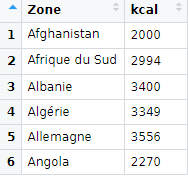 Zone kcal
1 Afghanistan 2000
2 Afrique du Sud 2994
3 Albanie 3400
4 Algérie 3349
5 Allemagne 3556
6 Angola 2270